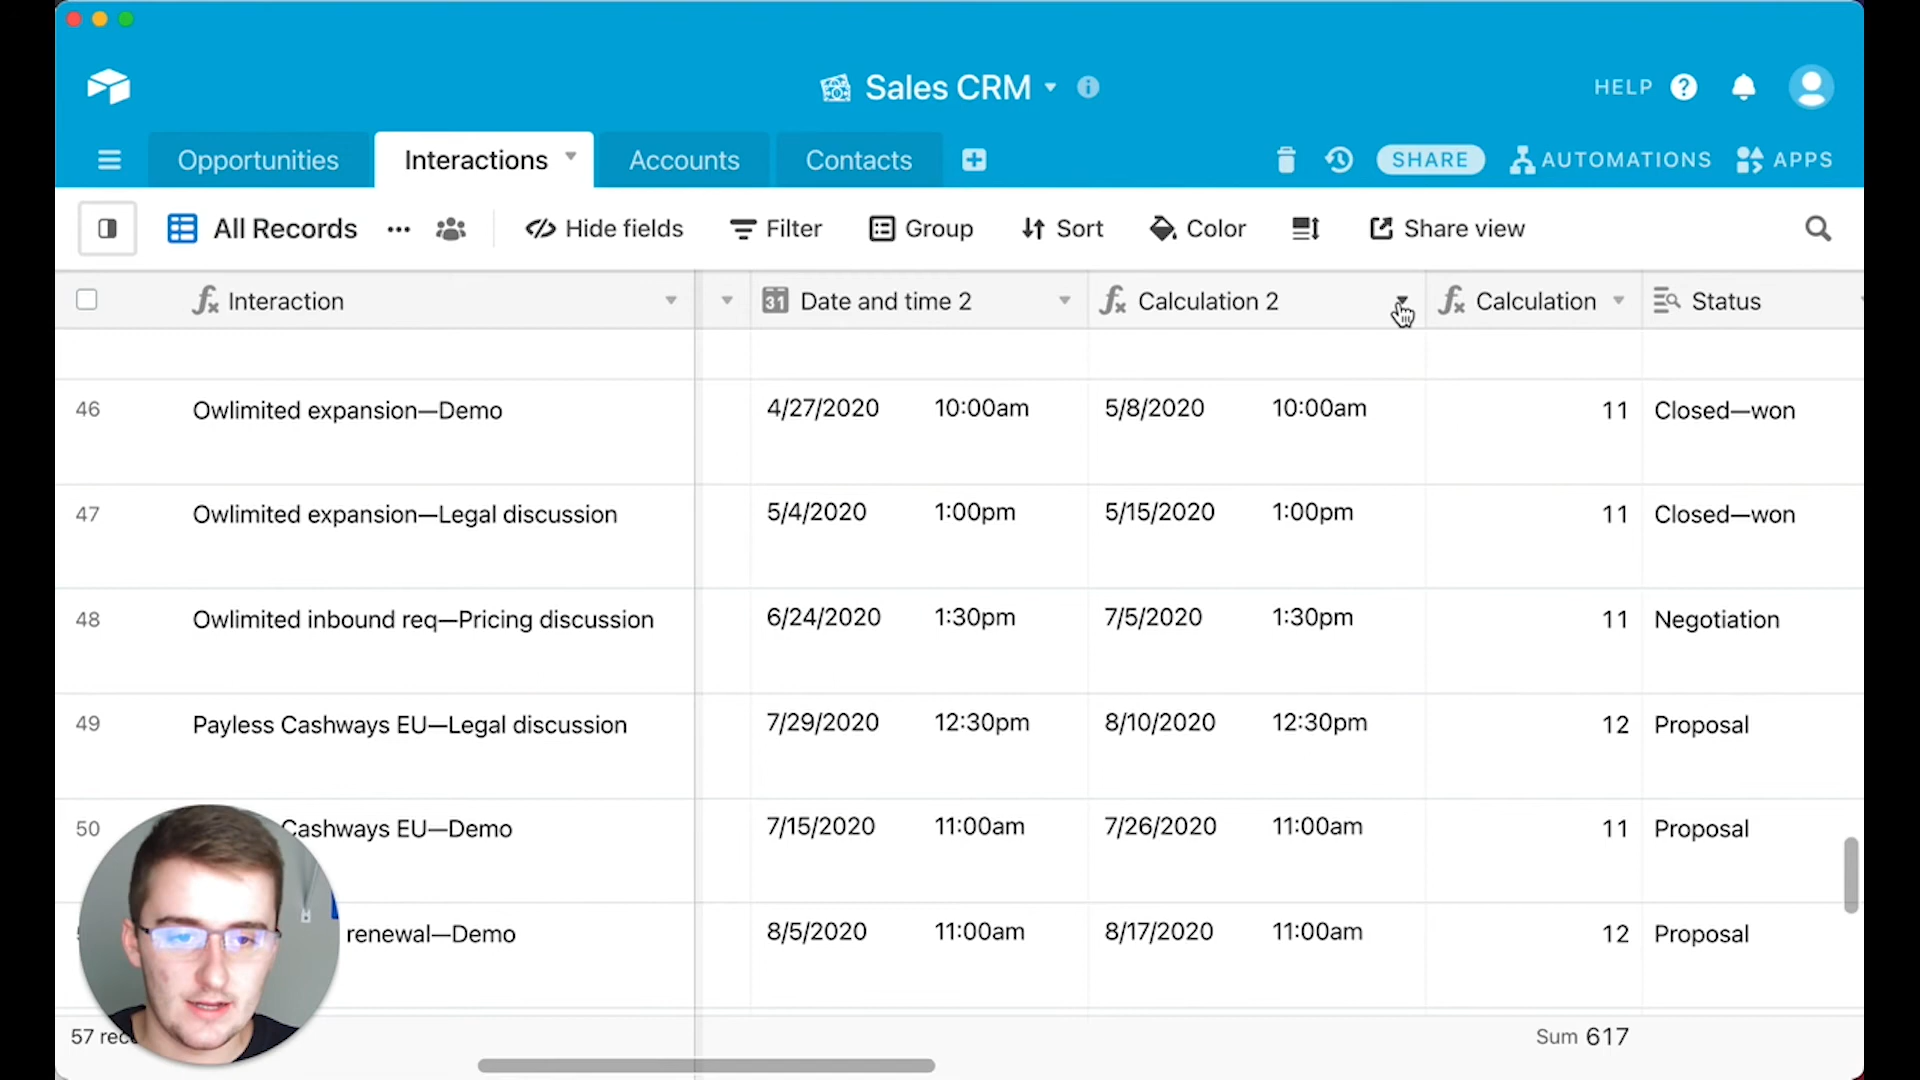 Sales CRM
HELP
Opportunities Interactions Accounts Contacts
SHARE AUTOMATIONS APPS
All Records Hide fields Filter Group Sort Color Share view
Interaction Date and time 2 Calculation 2 Calculation Status
46 Owlimited expansion—Demo 4/27/2020 10:00am 5/8/2020 10:00am 11 Closed—won
47 Owlimited expansion—Legal discussion 5/4/2020 1:00pm 5/15/2020 1:00pm 11 Closed—won
48 Owlimited inbound req—Pricing discussion 6/24/2020 1:30pm 7/5/2020 1:30pm 11 Negotiation
49 Payless Cashways EU—Legal discussion 7/29/2020 12:30pm 8/10/2020 12:30pm 12 Proposal
50 Cashways EU—Demo 7/15/2020 11:00am 7/26/2020 11:00am 11 Proposal
renewal—Demo 8/5/2020 11:00am 8/17/2020 11:00am 12 Proposal
57 Sum 617